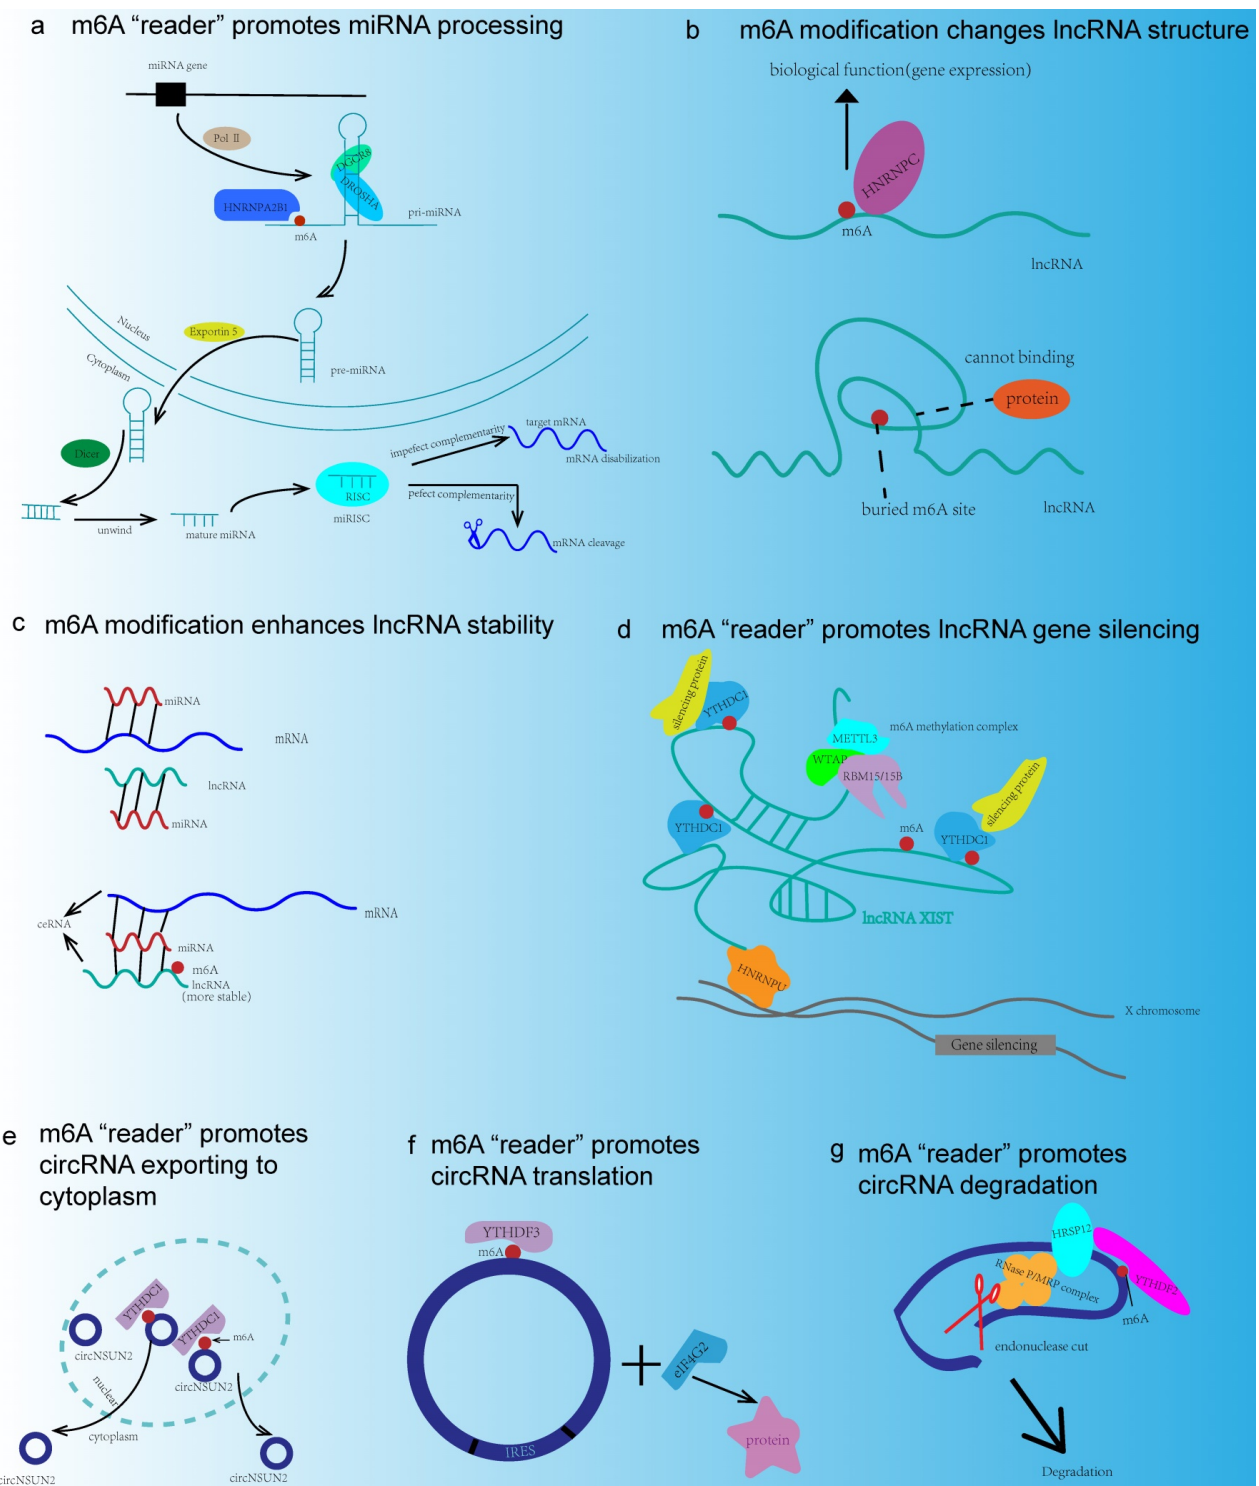 a m6A “reader” promotes miRNA processing
miRNA gene
Pol II
DGCR8
DROSHA
HNRNPA2B1
m6A
pri-miRNA
Nucleus
Exportin 5
Cytoplasm
pre-miRNA
Dicer
unwind
mature miRNA
RISC
miRISC
impefect complementarity
target mRNA
mRNA disabilization
pefect complementarity
mRNA cleavage
b m6A modification changes lncRNA structure
biological function(gene expression)
HNRNPC
m6A
lncRNA
cannot binding
protein
buried m6A site
lncRNA
c m6A modification enhances lncRNA stability
miRNA
mRNA
lncRNA
miRNA
mRNA
ceRNA
miRNA
m6A
lncRNA
(more stable)
d m6A “reader” promotes lncRNA gene silencing
silencing protein
YTHDC1
m6A methylation complex
METTL3
WTAP
RBM15/15B
silencing protein
YTHDC1
m6A
YTHDC1
lncRNA XIST
HNRNPU
X chromosome
Gene silencing
e m6A “reader” promotes
circRNA exporting to
cytoplasm
YTHDC1
YTHDC1
m6A
circNSUN2
circNSUN2
nuclear
cytoplasm
circNSUN2
circNSUN2
f m6A “reader” promotes
circRNA translation
YTHDF3
m6A
eIF4G2
protein
IRES
g m6A “reader” promotes
circRNA degradation
HRSP12
RNase P/MRP complex
YTHDF2
m6A
endonuclease cut
Degradation